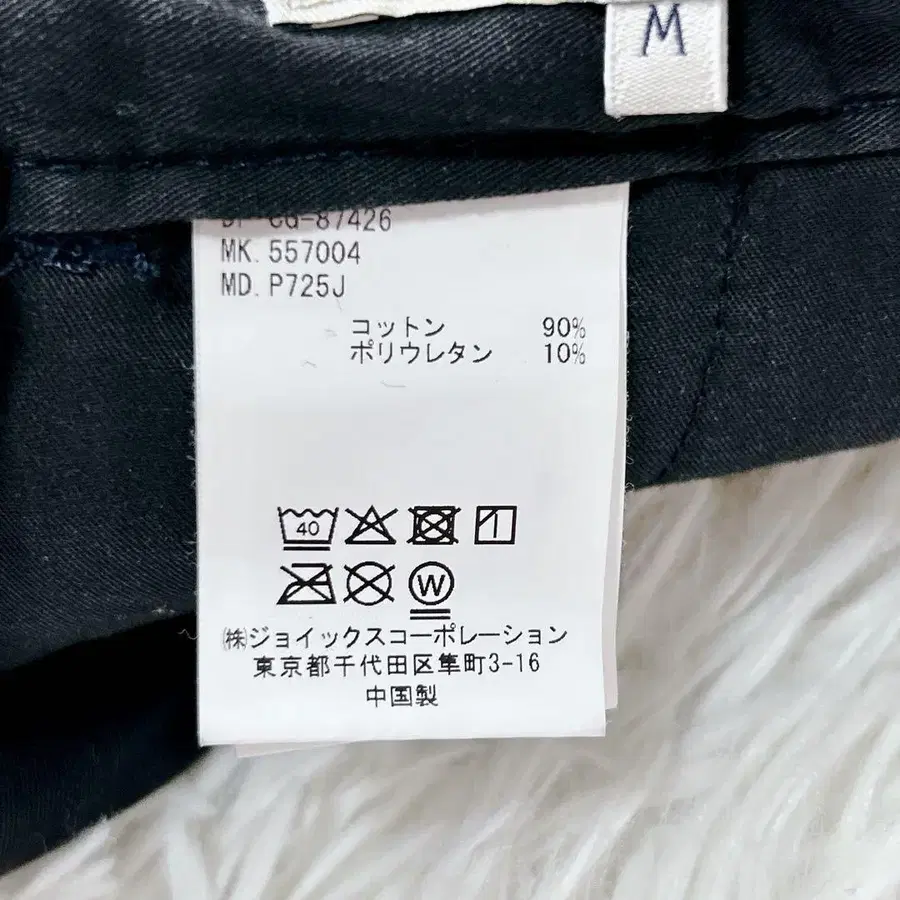 M
CQ-87426
MK. 557004
MD. P725J
コットン 90%
ポリウレタン 10%
40
W
㈱ジョイックスコーポレーション
東京都千代田区隼町3-16
中国製